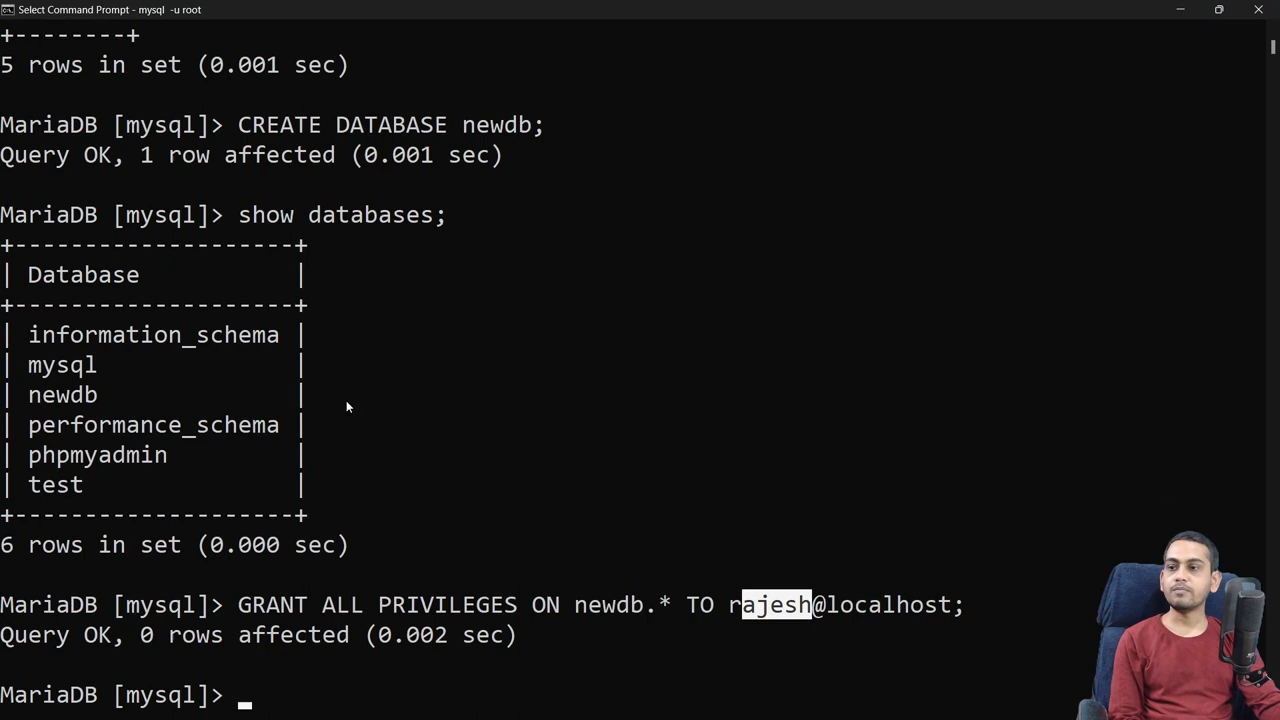 Select Command Prompt - mysql  -u root
+--------+
5 rows in set (0.001 sec)
MariaDB [mysql]> CREATE DATABASE newdb;
Query OK, 1 row affected (0.001 sec)
MariaDB [mysql]> show databases;
+--------------------+
| Database           |
+--------------------+
| information_schema |
| mysql              |
| newdb              |
| performance_schema |
| phpmyadmin         |
| test               |
+--------------------+
6 rows in set (0.000 sec)
MariaDB [mysql]> GRANT ALL PRIVILEGES ON newdb.* TO rajesh@localhost;
Query OK, 0 rows affected (0.002 sec)
MariaDB [mysql]>